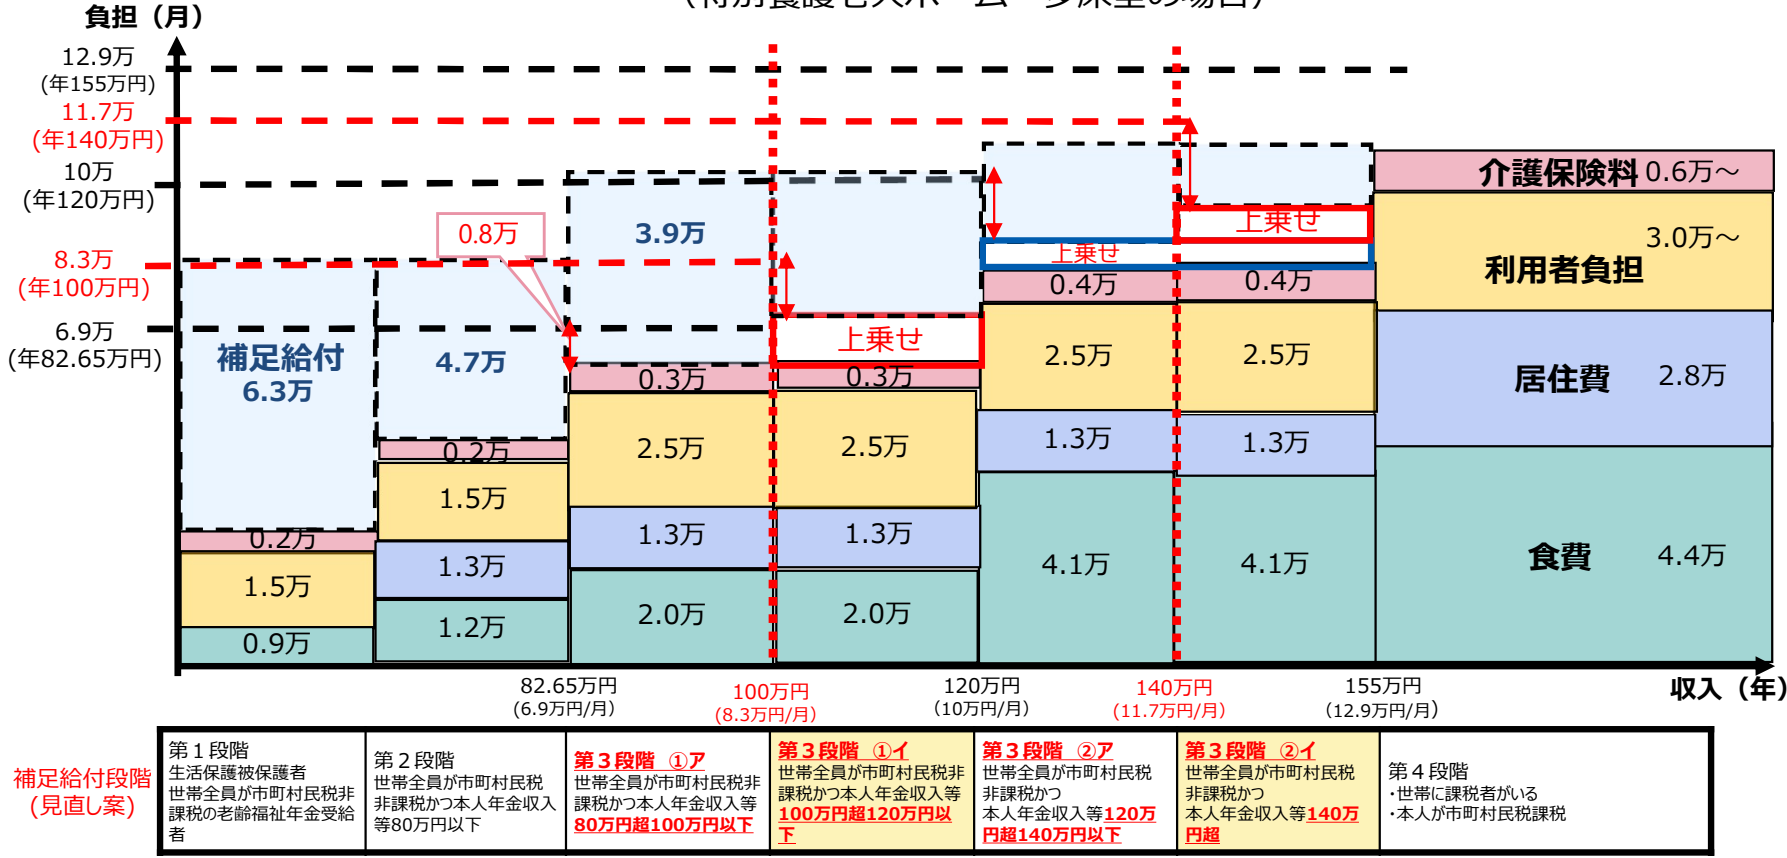 (特別養護老人ホーム 多床室の場合)
負担（月）
12.9万
(年155万円)
11.7万
(年140万円)
10万
(年120万円)
8.3万
(年100万円)
6.9万
(年82.65万円)
補足給付
6.3万
0.2万
1.5万
0.9万
4.7万
0.2万
1.5万
1.3万
1.2万
0.8万
3.9万
0.3万
2.5万
1.3万
2.0万
上乗せ
0.3万
2.5万
1.3万
2.0万
上乗せ
0.4万
2.5万
1.3万
4.1万
上乗せ
0.4万
2.5万
1.3万
4.1万
介護保険料 0.6万～
3.0万～
利用者負担
居住費 2.8万
食費 4.4万
82.65万円
(6.9万円/月)
100万円
(8.3万円/月)
120万円
(10万円/月)
140万円
(11.7万円/月)
155万円
(12.9万円/月)
収入（年）
補足給付段階
(見直し案)
第１段階
生活保護被保護者
世帯全員が市町村民税非
課税の老齢福祉年金受給
者
第２段階
世帯全員が市町村民税
非課税かつ本人年金収入
等80万円以下
第３段階 ①ア
世帯全員が市町村民税非
課税かつ本人年金収入等
80万円超100万円以下
第３段階 ①イ
世帯全員が市町村民税非
課税かつ本人年金収入等
100万円超120万円以
下
第３段階 ②ア
世帯全員が市町村民税
非課税かつ
本人年金収入等120万
円超140万円以下
第３段階 ②イ
世帯全員が市町村民税
非課税かつ
本人年金収入等140万
円超
第４段階
・世帯に課税者がいる
・本人が市町村民税課税